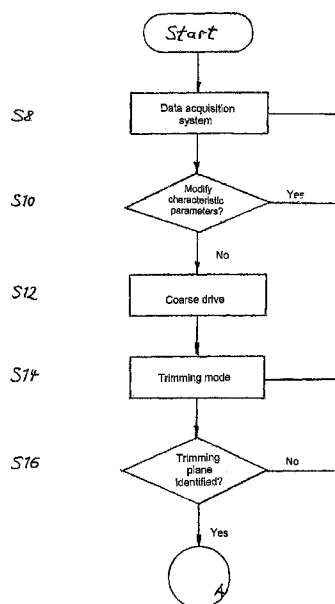 Start
S8
Data acquisition
system
S10
Modify
characteristic
parameters?
Yes
No
S12
Coarse drive
S14
Trimming mode
S16
Trimming
plane
identified?
No
Yes
A